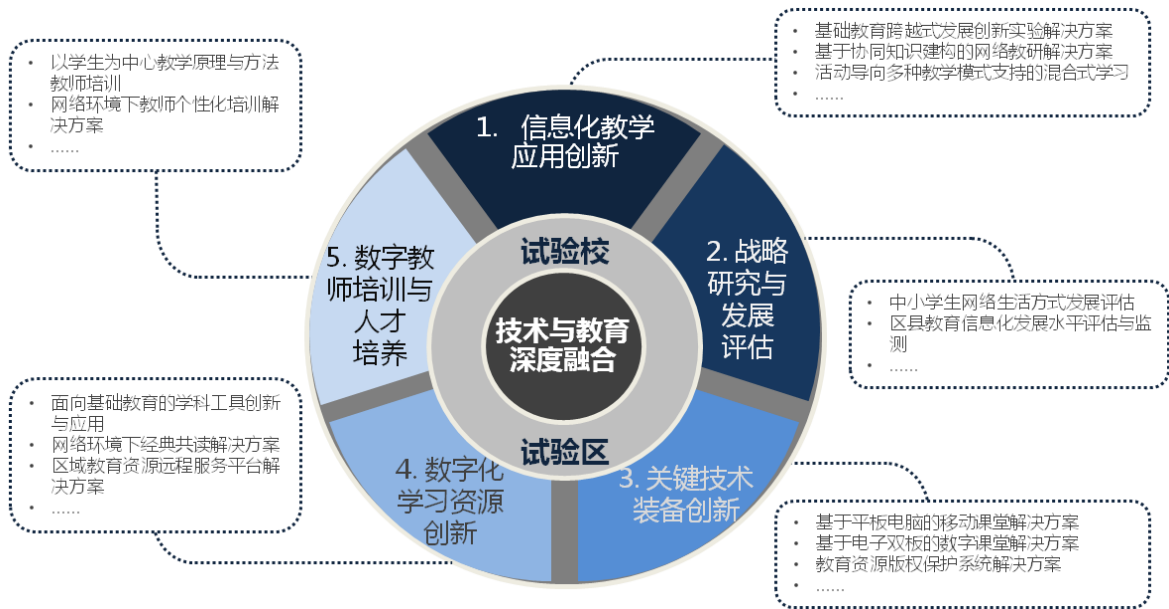 • 基础教育跨越式发展创新实验解决方案
• 基于协同知识建构的网络教研解决方案
• 活动导向多种教学模式支持的混合式学习
• ……
• 以学生为中心教学原理与方法
教师培训
• 网络环境下教师个性化培训解
决方案
• ……
1. 信息化教学
应用创新
2. 战略
研究与
发展
评估
5. 数字教
师培训与
人才
培养
试验校
技术与教育
深度融合
试验区
• 中小学生网络生活方式发展评估
• 区县教育信息化发展水平评估与监
测
• ……
• 面向基础教育的学科工具创新
与应用
• 网络环境下经典共读解决方案
• 区域教育资源远程服务平台解
决方案
• ……
4. 数字化
学习资源
创新
3. 关键技术
装备创新
• 基于平板电脑的移动课堂解决方案
• 基于电子双板的数字课堂解决方案
• 教育资源版权保护系统解决方案
• ……